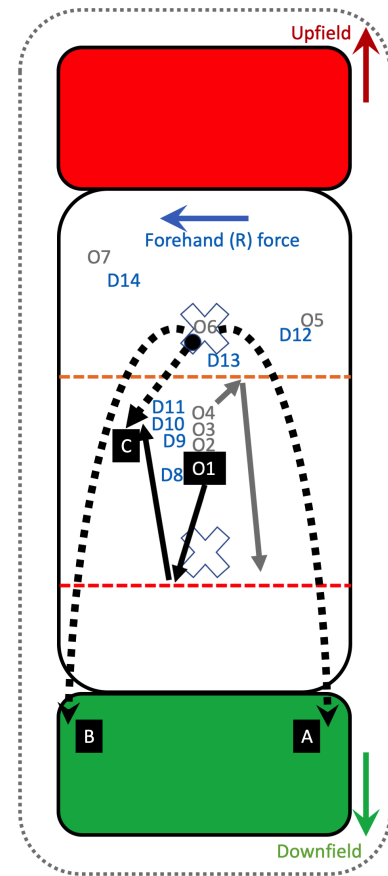 Upfield
Forehand (R) force
O7
D14
O6
O5
D12
D13
D11
O4
D10
O3
C
D9
O2
D8
O1
B
A
Downfield